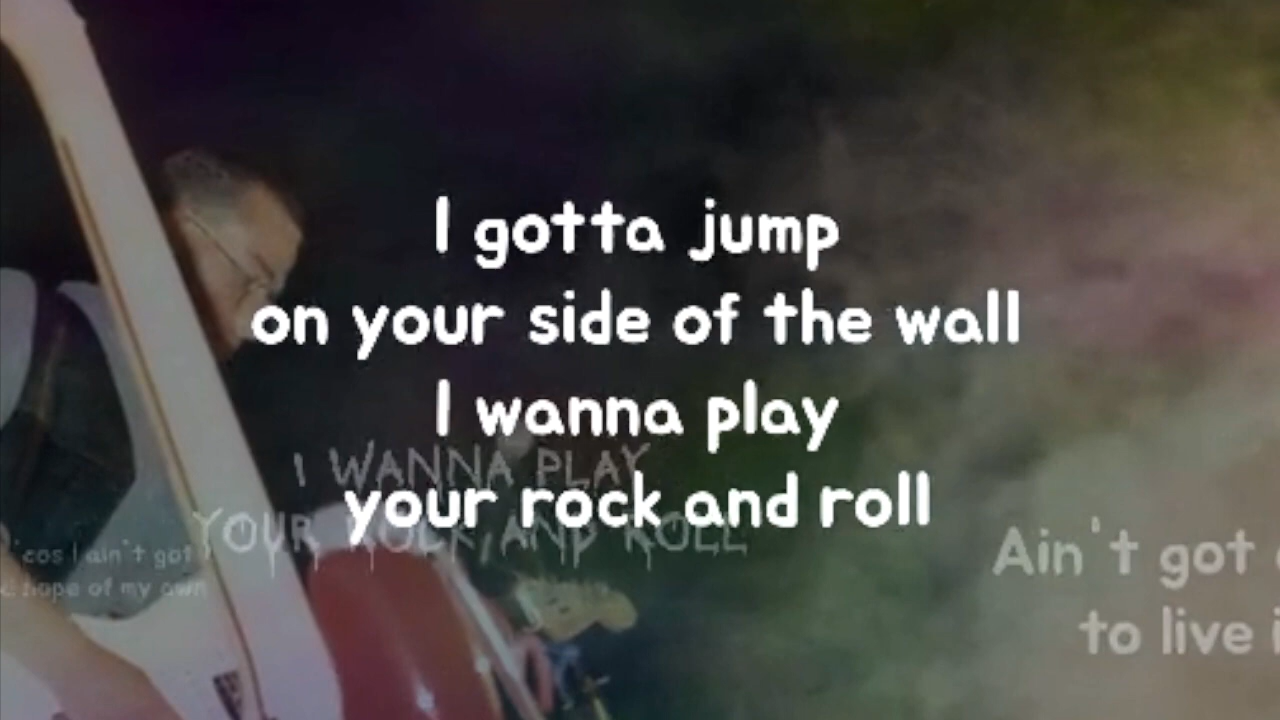 I gotta jump
on your side of the wall
I wanna play
your rock and roll
I WANNA PLAY
YOUR ROCK AND ROLL
'cos I ain't got
hope of my own
Ain't got
to live